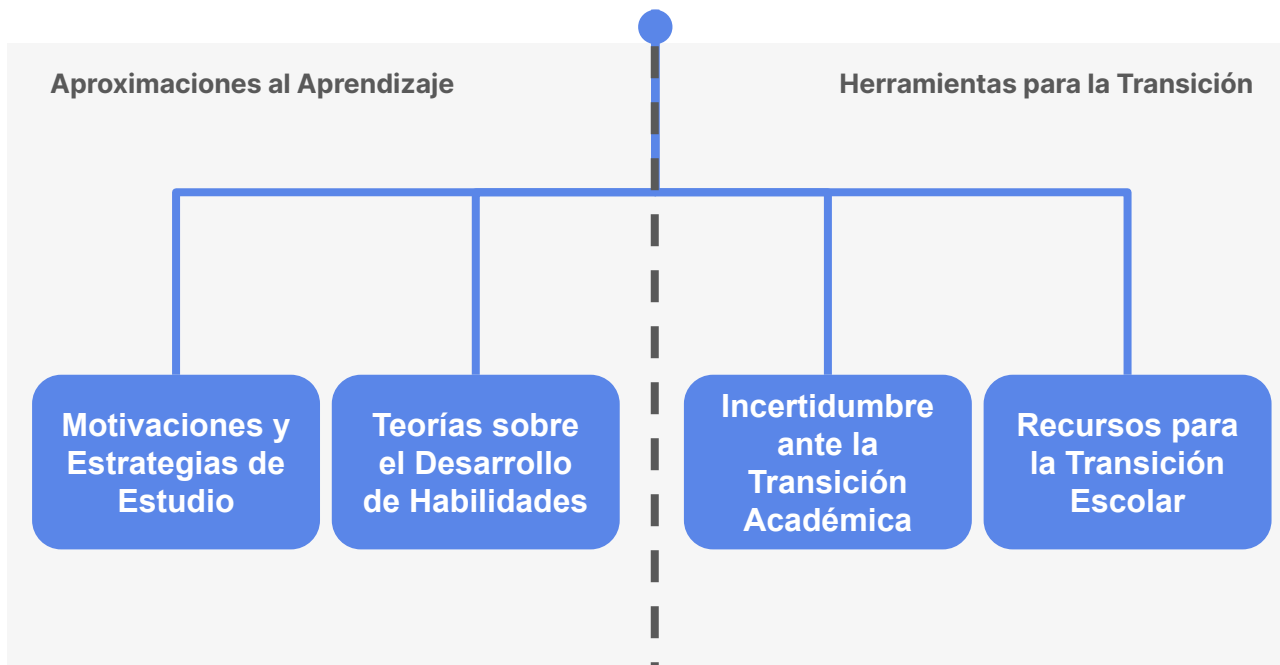 Aproximaciones al Aprendizaje
Herramientas para la Transición
Motivaciones y
Estrategias de
Estudio
Teorías sobre
el Desarrollo
de Habilidades
Incertidumbre
ante la
Transición
Académica
Recursos para
la Transición
Escolar